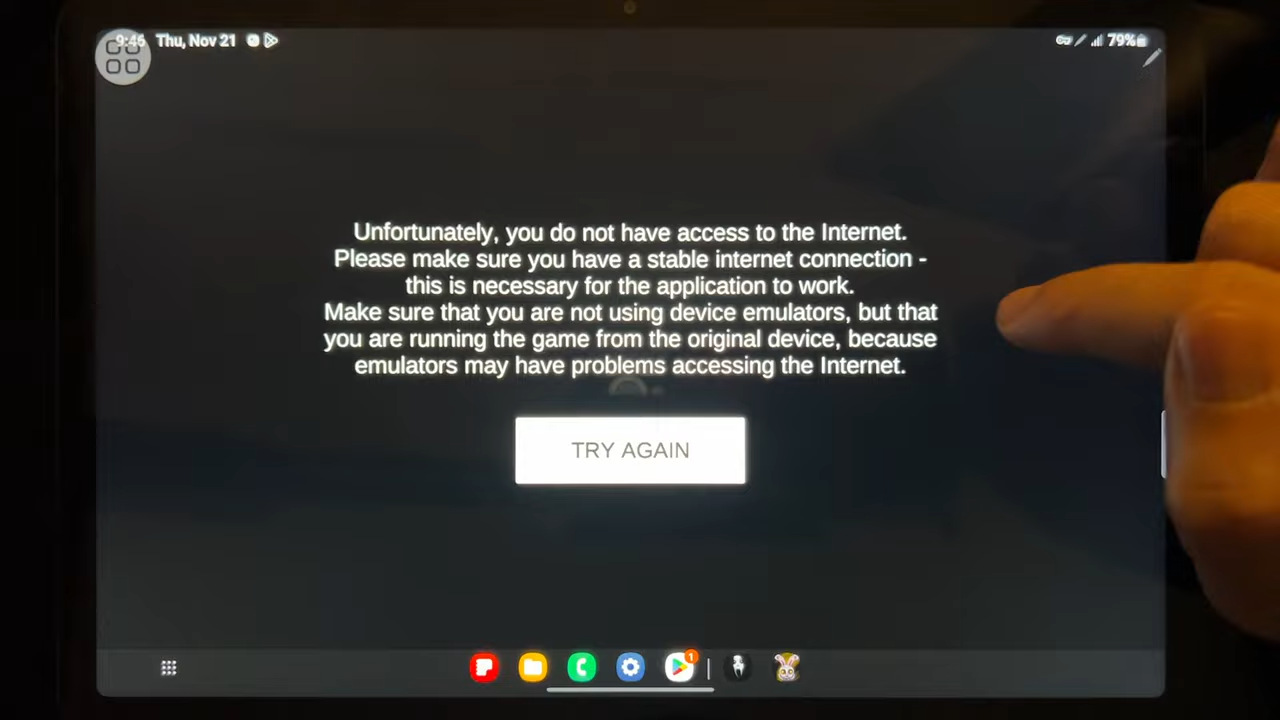 9:46 Thu, Nov 21 79%
Unfortunately, you do not have access to the Internet.
Please make sure you have a stable internet connection -
this is necessary for the application to work.
Make sure that you are not using device emulators, but that
you are running the game from the original device, because
emulators may have problems accessing the Internet.
TRY AGAIN
1